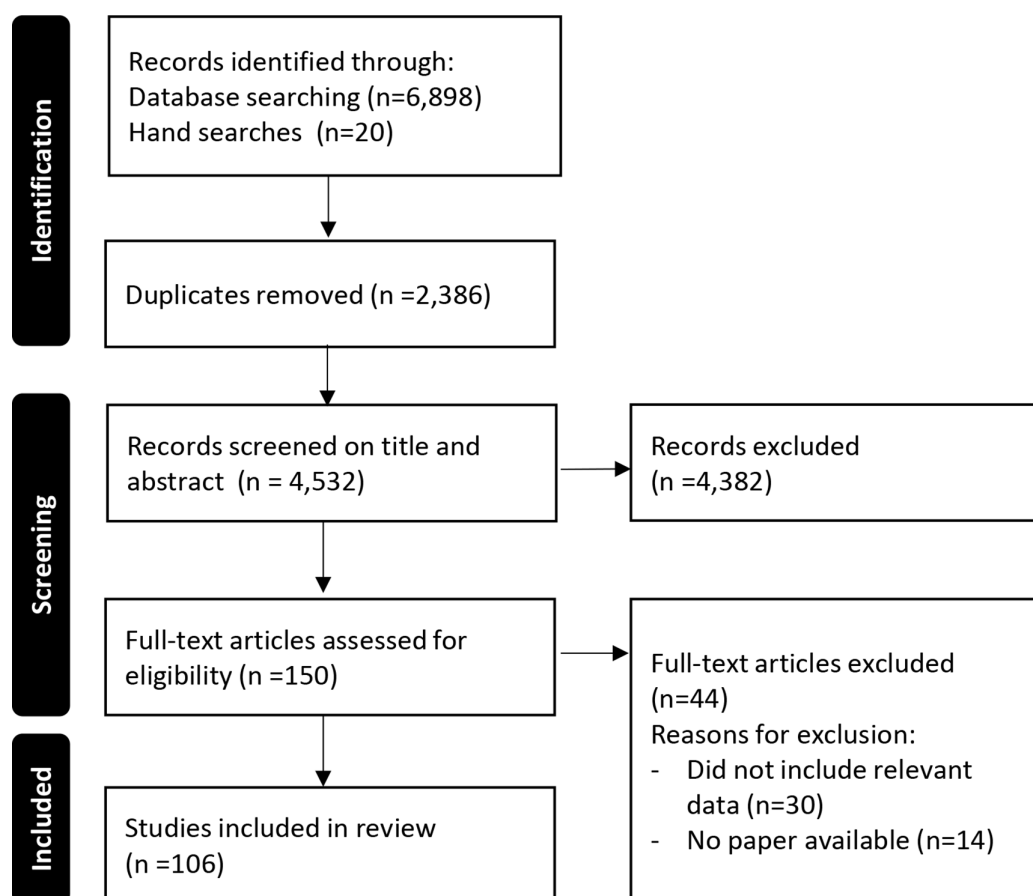 Identification
Records identified through:
Database searching (n=6,898)
Hand searches  (n=20)
Duplicates removed (n =2,386)
Screening
Records screened on title and
abstract  (n = 4,532)
Records excluded
(n =4,382)
Full-text articles assessed for
eligibility (n =150)
Full-text articles excluded
(n=44)
Reasons for exclusion:
- Did not include relevant
data (n=30)
- No paper available (n=14)
Included
Studies included in review
(n =106)